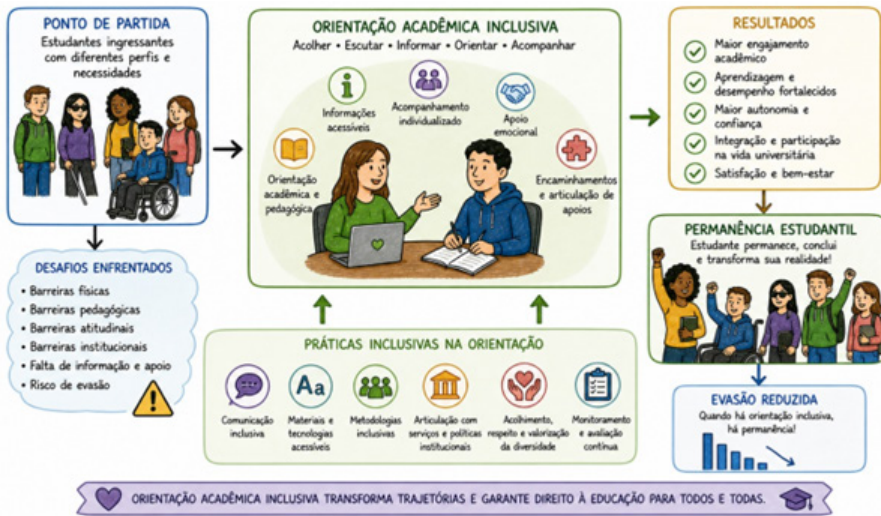 PONTO DE PARTIDA
Estudantes ingressantes
com diferentes perfis e
necessidades
DESAFIOS ENFRENTADOS
• Barreiras físicas
• Barreiras pedagógicas
• Barreiras atitudinais
• Barreiras institucionais
• Falta de informação e apoio
• Risco de evasão
ORIENTAÇÃO ACADÊMICA INCLUSIVA
Acolher • Escutar • Informar • Orientar • Acompanhar
Orientação
acadêmica e
pedagógica
Informações
acessíveis
Acompanhamento
individualizado
Apoio
emocional
Encaminhamentos
e articulação de
apoios
PRÁTICAS INCLUSIVAS NA ORIENTAÇÃO
Comunicação
inclusiva
Aa
Materiais e
tecnologias
acessíveis
Metodologias
inclusivas
Articulação com
serviços e políticas
institucionais
Acolhimento,
respeito e valorização
da diversidade
Monitoramento
e avaliação
contínua
RESULTADOS
Maior engajamento
acadêmico
Aprendizagem e
desempenho fortalecidos
Maior autonomia e
confiança
Integração e participação
na vida universitária
Satisfação e bem-estar
PERMANÊNCIA ESTUDANTIL
Estudante permanece, conclui
e transforma sua realidade!
EVASÃO REDUZIDA
Quando há orientação inclusiva,
há permanência!
ORIENTAÇÃO ACADÊMICA INCLUSIVA TRANSFORMA TRAJETÓRIAS E GARANTE DIREITO À EDUCAÇÃO PARA TODOS E TODAS.